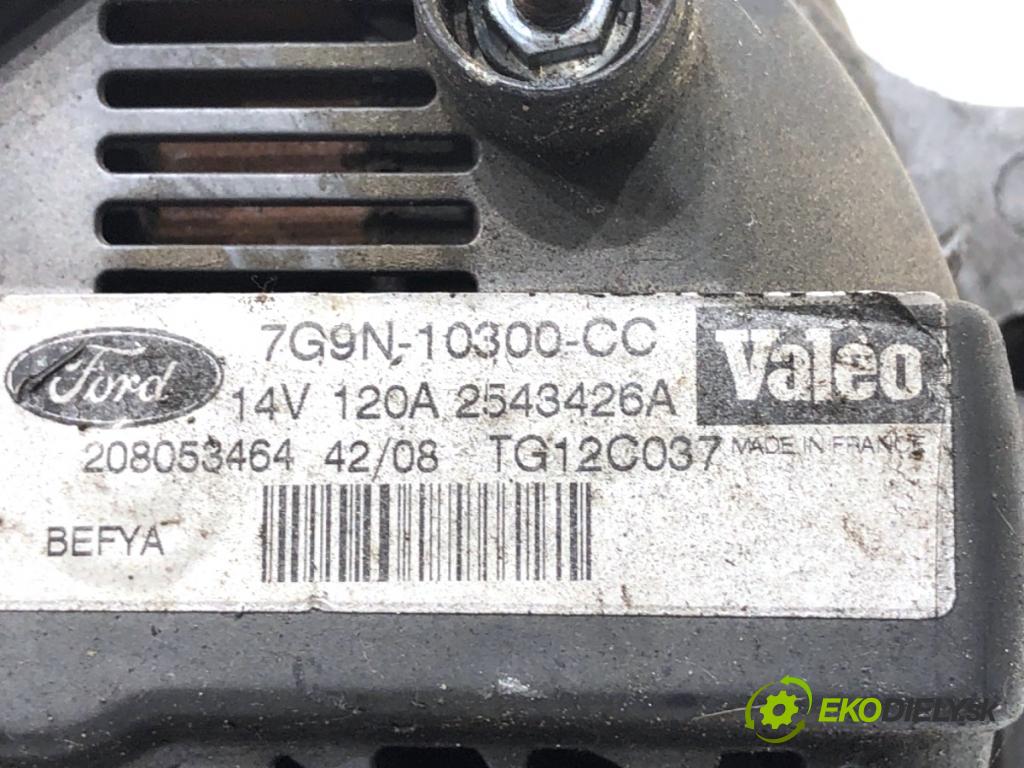 Ford 7G9N-10300-CC Valeo
14V 120A 2543426A
208053464 42/08 TG12C037 MADE IN FRANCE
BEFYA
EKODIELY.SK